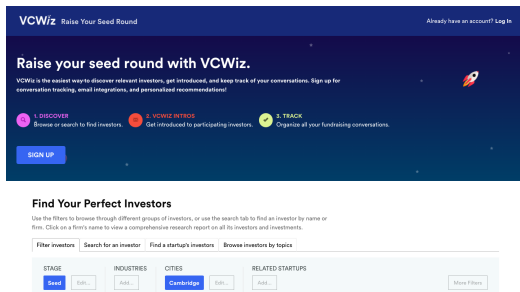 VCWiz Raise Your Seed Round
Already have an account? Log In
Raise your seed round with VCWiz.
VCWiz is the easiest way to discover relevant investors, get introduced, and keep track of your conversations. Sign up for
conversation tracking, email integrations, and personalized recommendations!
1. DISCOVER
Browse or search to find investors.
2. VCWIZ INTROS
Get introduced to participating investors.
3. TRACK
Organize all your fundraising conversations.
SIGN UP
Find Your Perfect Investors
Use the filters to browse through different groups of investors, or use the search tab to find an investor by name or
firm. Click on a firm's name to view a comprehensive research report on all its investors and investments.
Filter investors Search for an investor Find a startup's investors Browse investors by topics
STAGE INDUSTRIES CITIES RELATED STARTUPS
Seed Edit... Add... Cambridge Edit... Add... More Filters